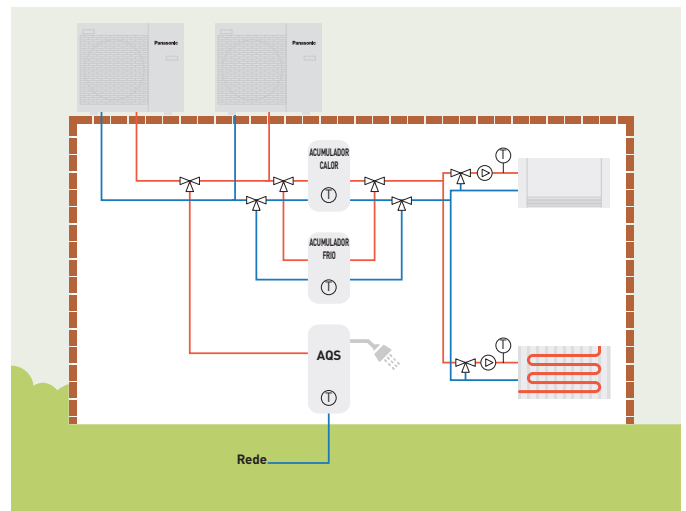 Panasonic
Panasonic
ACUMULADOR
CALOR
T
T
T
ACUMULADOR
FRIO
T
AQS
T
T
Rede